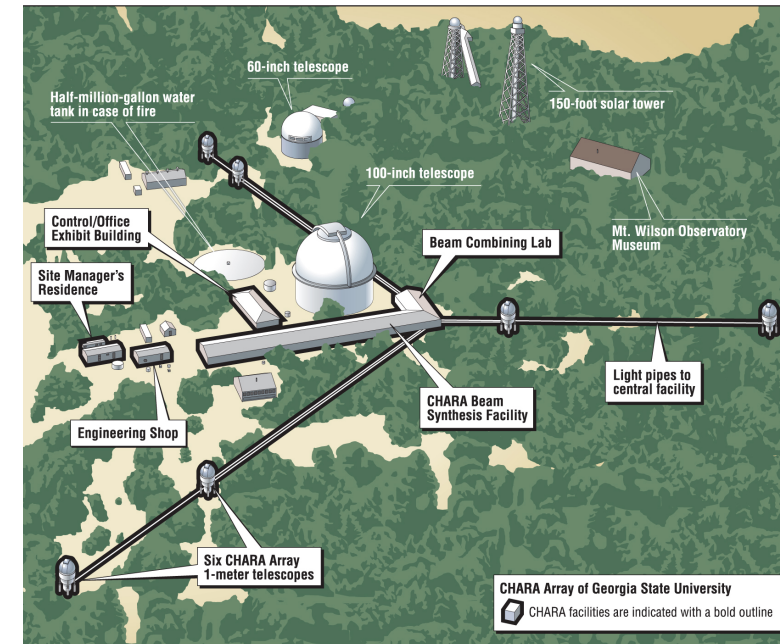 60-inch telescope
Half-million-gallon water
tank in case of fire
150-foot solar tower
100-inch telescope
Control/Office
Exhibit Building
Beam Combining Lab
Mt. Wilson Observatory
Museum
Site Manager's
Residence
Light pipes to
central facility
CHARA Beam
Synthesis Facility
Engineering Shop
Six CHARA Array
1-meter telescopes
CHARA Array of Georgia State University
CHARA facilities are indicated with a bold outline